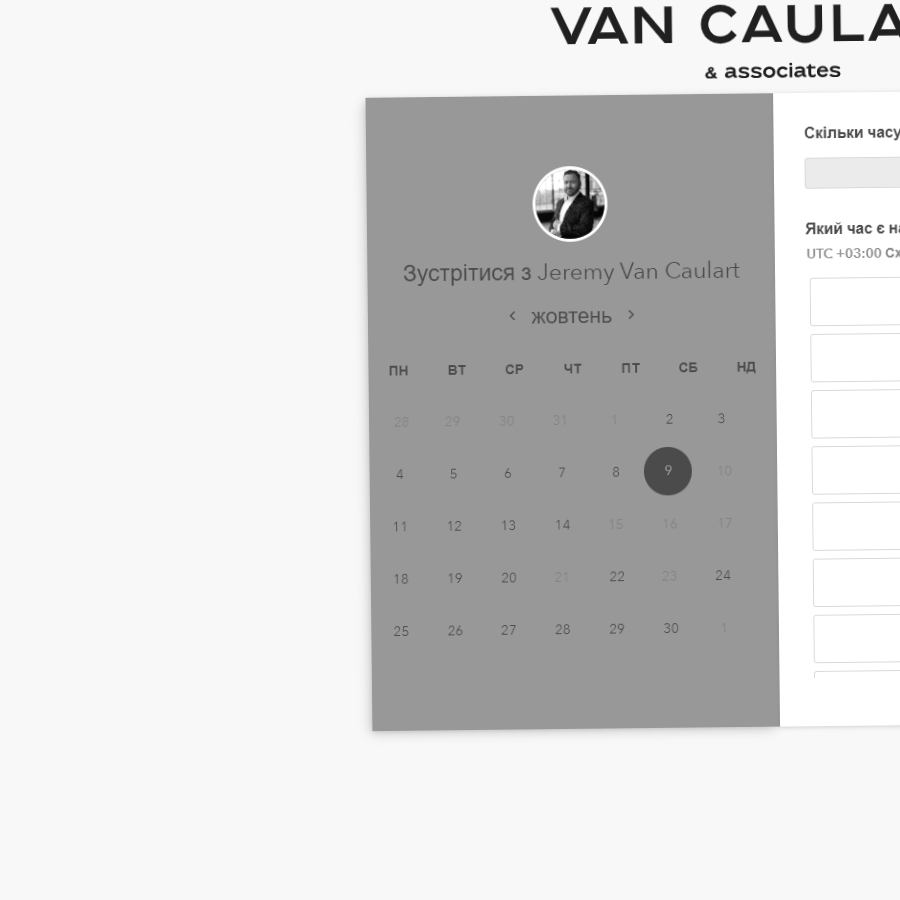 VAN CAULA
& associates
Зустрітися з Jeremy Van Caulart
жовтень
ПН ВТ СР ЧТ ПТ СБ НД
28 29 30 31 1 2 3
4 5 6 7 8 9 10
11 12 13 14 15 16 17
18 19 20 21 22 23 24
25 26 27 28 29 30 1
Скільки часу
Який час є на
UTC +03:00 Сх